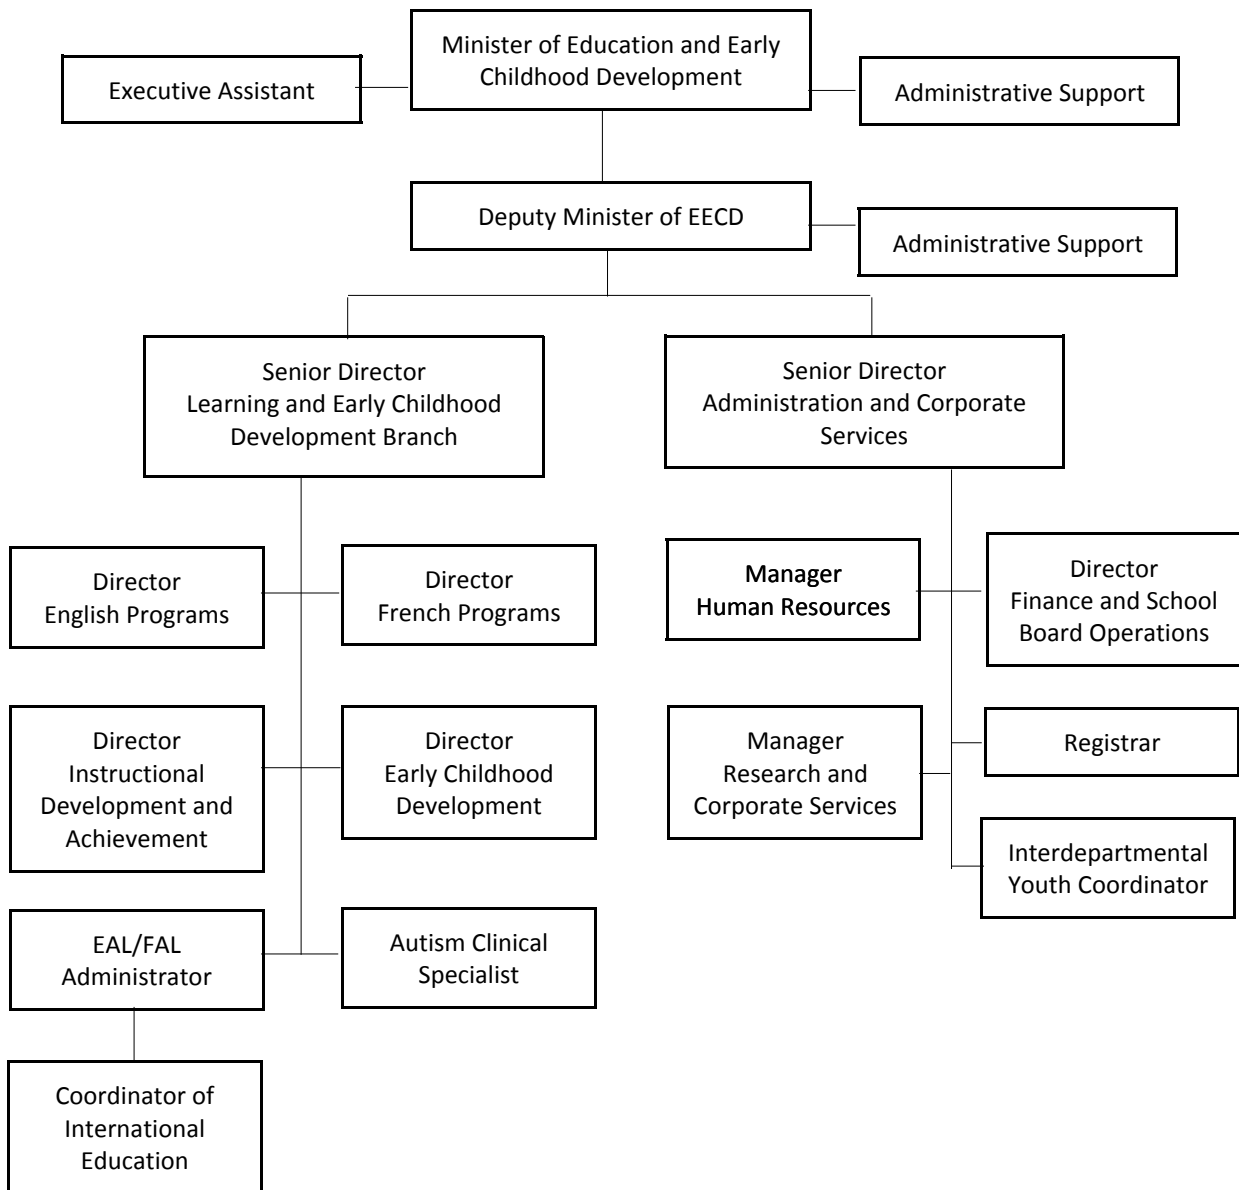 Minister of Education and Early
Childhood Development
Executive Assistant
Administrative Support
Deputy Minister of EECD
Administrative Support
Senior Director
Learning and Early Childhood
Development Branch
Senior Director
Administration and Corporate
Services
Director
English Programs
Director
French Programs
Manager
Human Resources
Director
Finance and School
Board Operations
Director
Instructional
Development and
Achievement
Director
Early Childhood
Development
Manager
Research and
Corporate Services
Registrar
Interdepartmental
Youth Coordinator
EAL/FAL
Administrator
Autism Clinical
Specialist
Coordinator of
International
Education